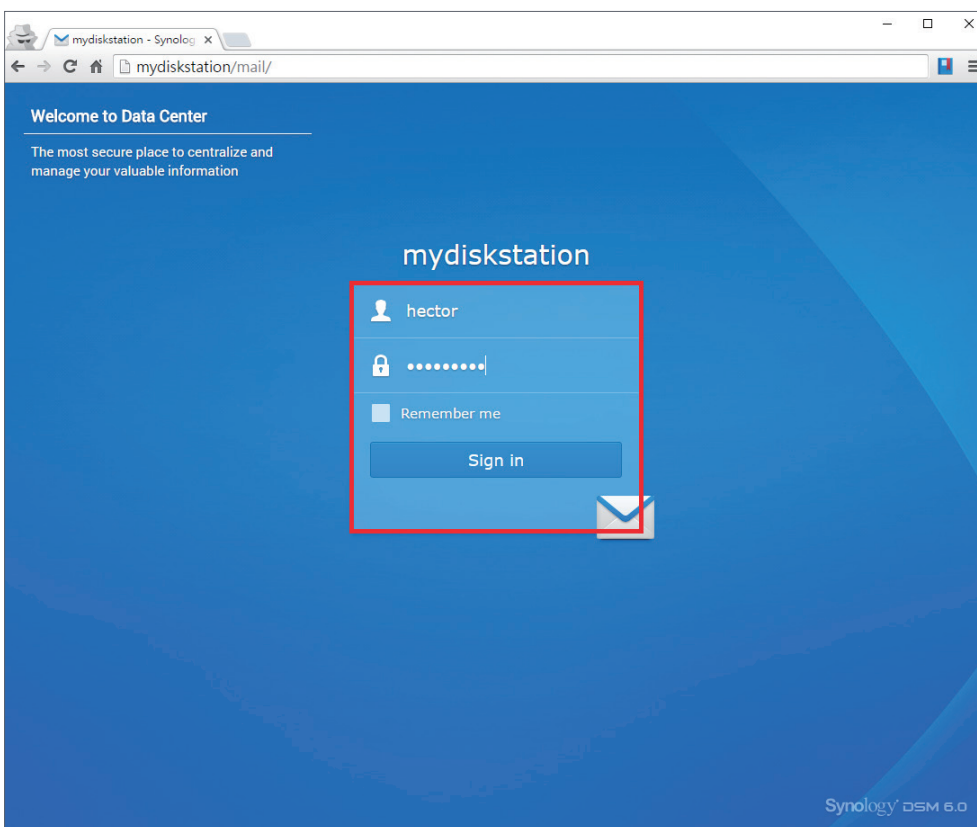 mydiskstation - Synolog
mydiskstation/mail/
Welcome to Data Center
The most secure place to centralize and
manage your valuable information
mydiskstation
hector
•••••••••
Remember me
Sign in
Synology DSM 6.0